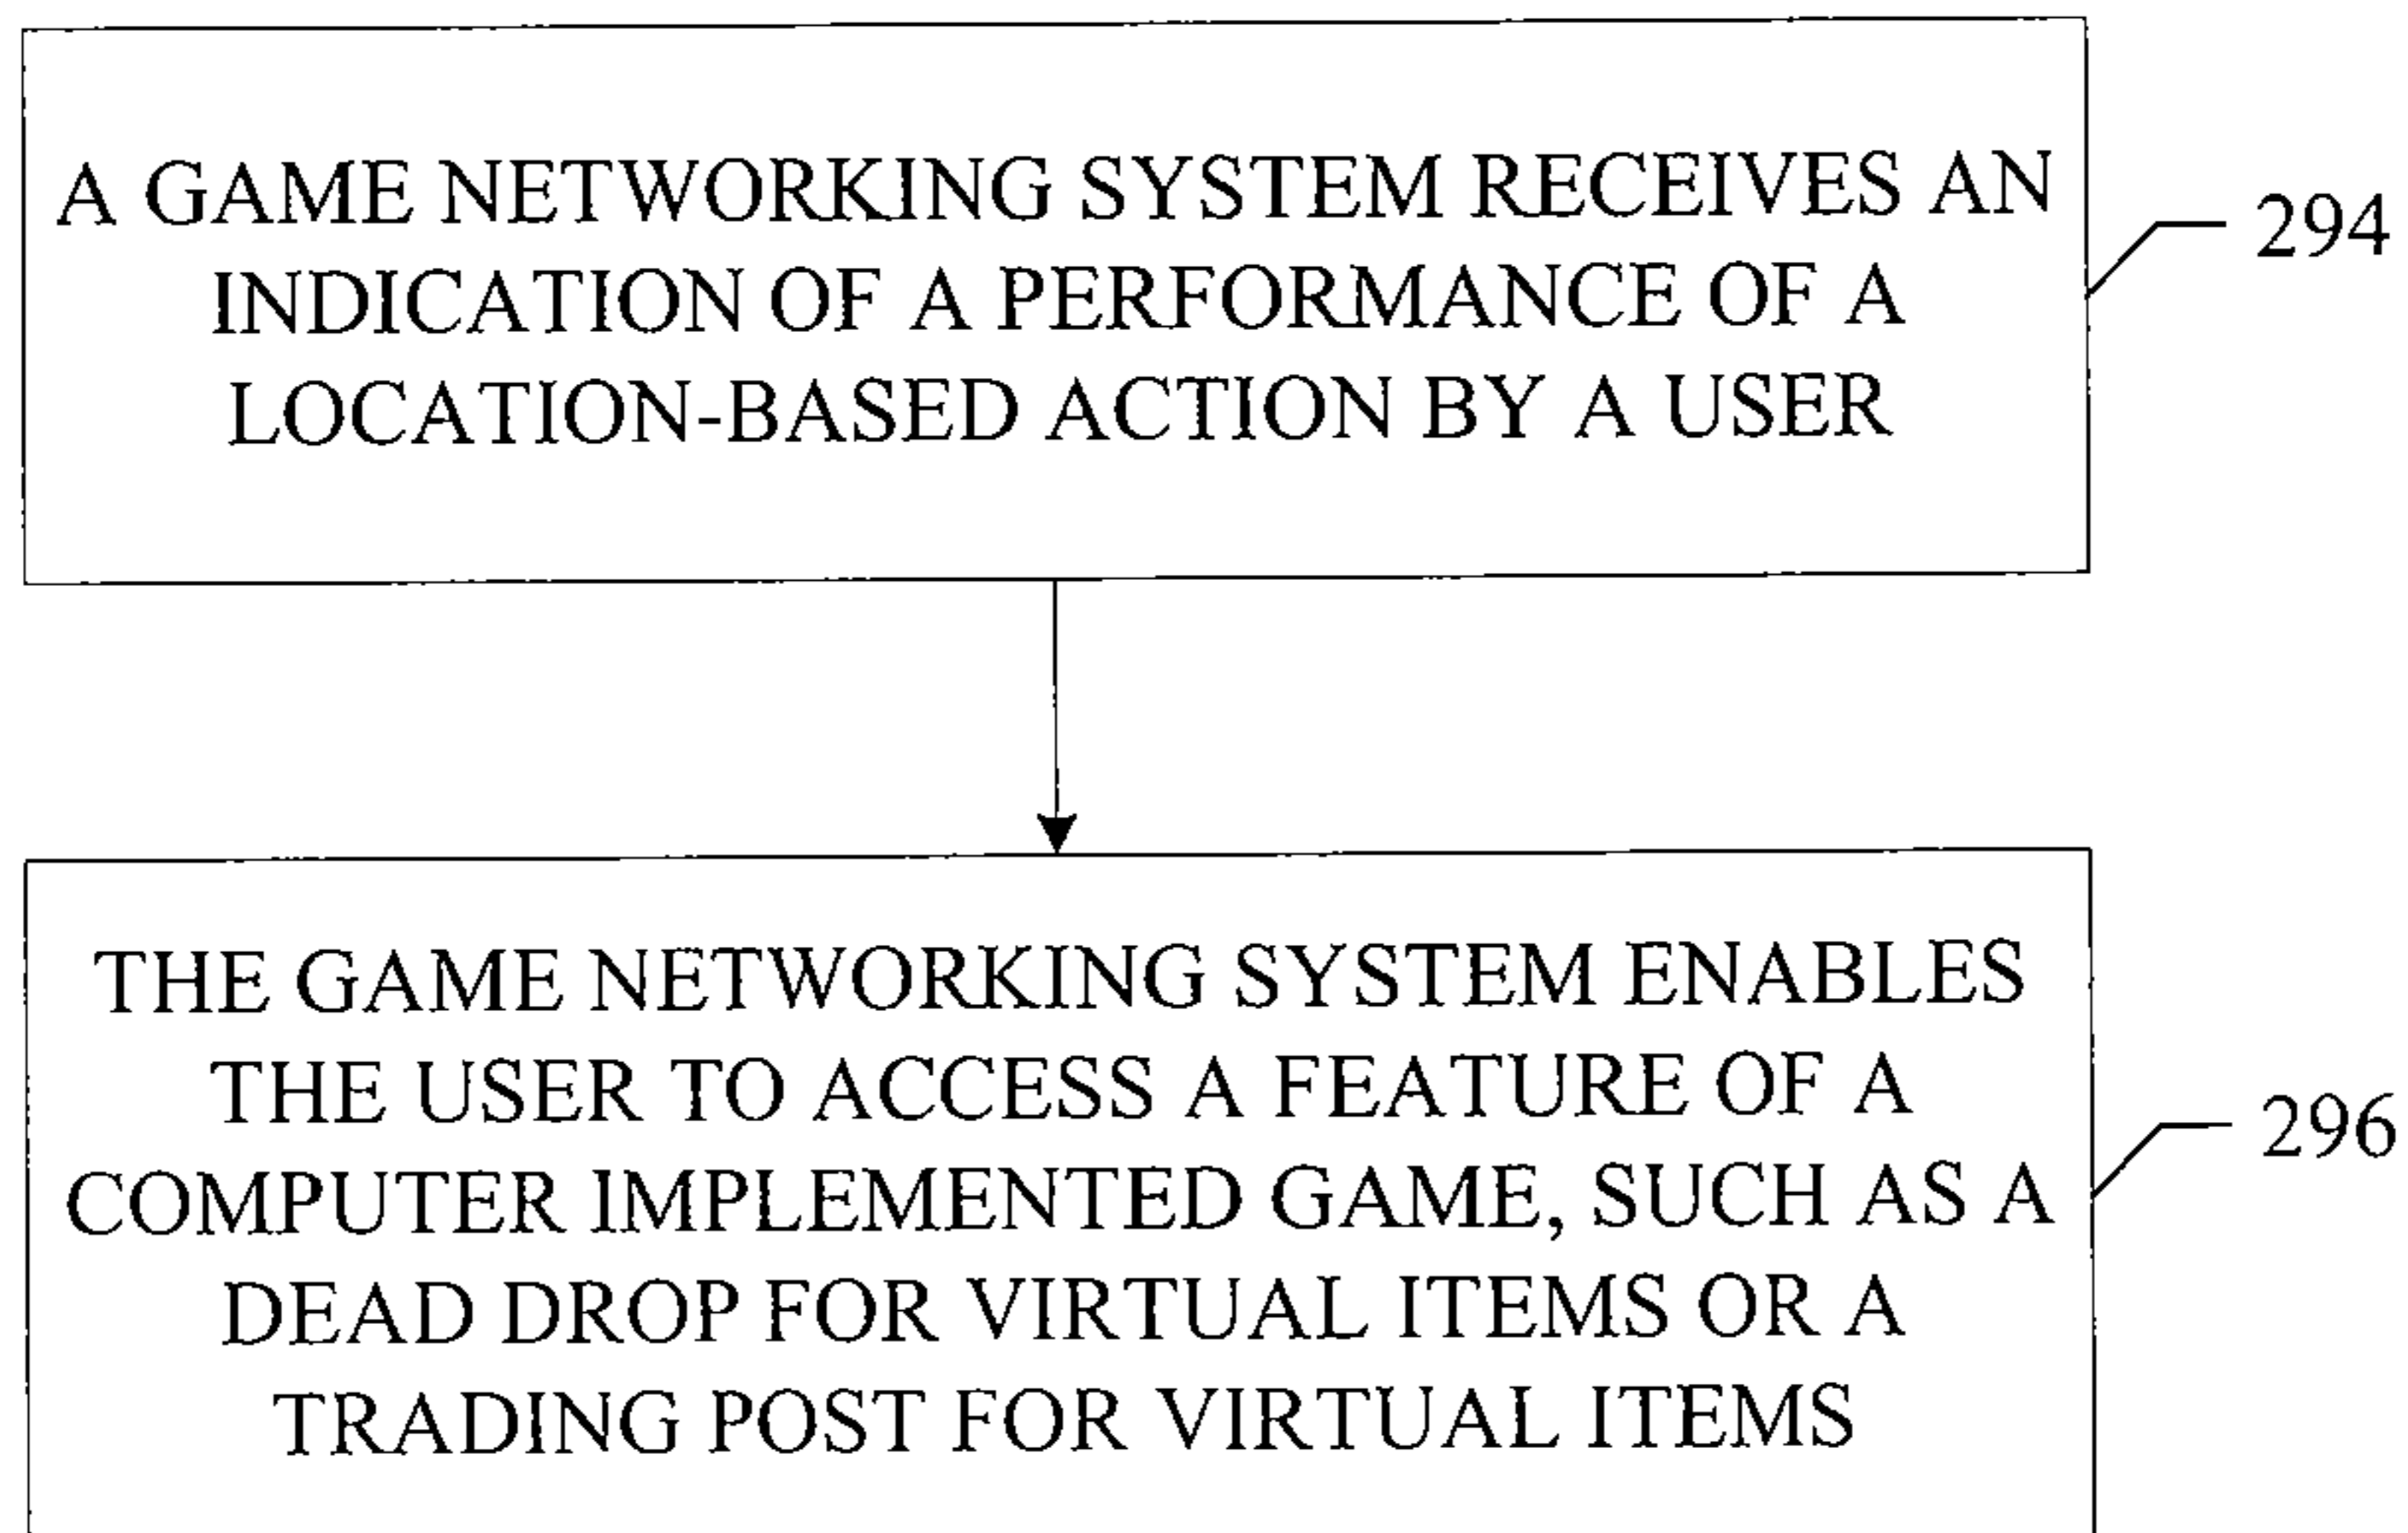 A GAME NETWORKING SYSTEM RECEIVES AN
INDICATION OF A PERFORMANCE OF A
LOCATION-BASED ACTION BY A USER
294
THE GAME NETWORKING SYSTEM ENABLES
THE USER TO ACCESS A FEATURE OF A
COMPUTER IMPLEMENTED GAME, SUCH AS A
DEAD DROP FOR VIRTUAL ITEMS OR A
TRADING POST FOR VIRTUAL ITEMS
296